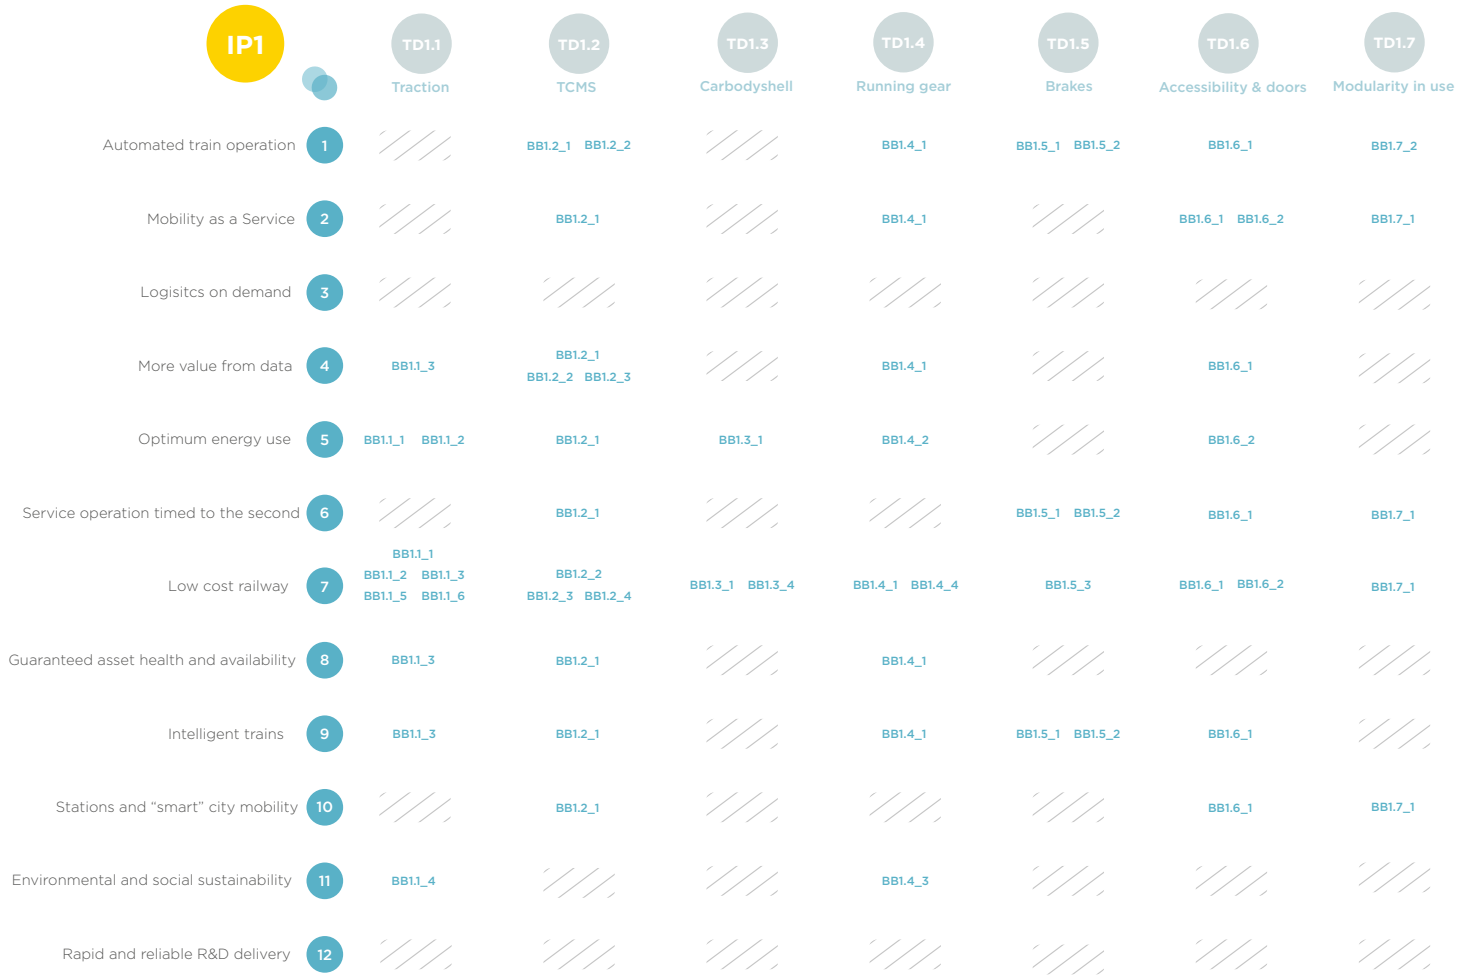 IP1 TD1.1 TD1.2 TD1.3 TD1.4 TD1.5 TD1.6 TD1.7
Traction TCMS Carbodyshell Running gear Brakes Accessibility & doors Modularity in use
Automated train operation 1 BB1.2_1 BB1.2_2 BB1.4_1 BB1.5_1 BB1.5_2 BB1.6_1 BB1.7_2
Mobility as a Service 2 BB1.2_1 BB1.4_1 BB1.6_1 BB1.6_2 BB1.7_1
Logisitcs on demand 3
BB1.2_1
More value from data 4 BB1.1_3 BB1.4_1 BB1.6_1
BB1.2_2 BB1.2_3
Optimum energy use 5 BB1.1_1 BB1.1_2 BB1.2_1 BB1.3_1 BB1.4_2 BB1.6_2
Service operation timed to the second 6 BB1.2_1 BB1.5_1 BB1.5_2 BB1.6_1 BB1.7_1
BB1.1_1
BB1.1_2 BB1.1_3 BB1.2_2
Low cost railway 7 BB1.3_1 BB1.3_4 BB1.4_1 BB1.4_4 BB1.5_3 BB1.6_1 BB1.6_2 BB1.7_1
BB1.1_5 BB1.1_6 BB1.2_3 BB1.2_4
Guaranteed asset health and availability 8 BB1.1_3 BB1.2_1 BB1.4_1
Intelligent trains 9 BB1.1_3 BB1.2_1 BB1.4_1 BB1.5_1 BB1.5_2 BB1.6_1
Stations and “smart” city mobility 10 BB1.2_1 BB1.6_1 BB1.7_1
Environmental and social sustainability 11 BB1.1_4 BB1.4_3
Rapid and reliable R&D delivery 12